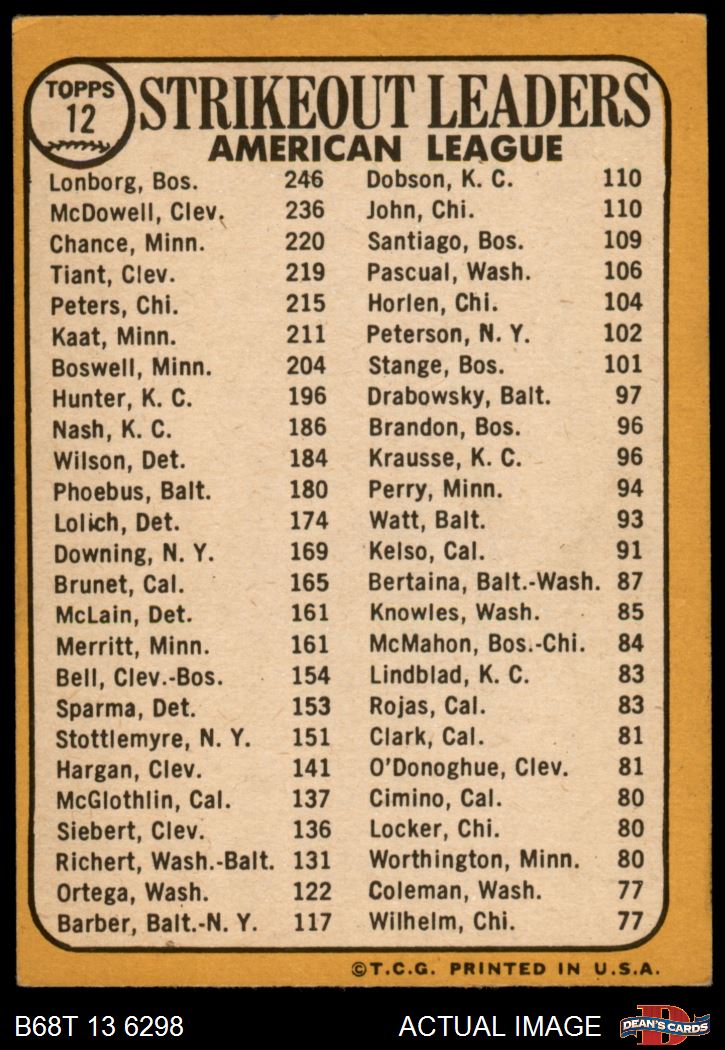 TOPPS
12
STRIKEOUT LEADERS
AMERICAN LEAGUE
Lonborg, Bos. 246
McDowell, Clev. 236
Chance, Minn. 220
Tiant, Clev. 219
Peters, Chi. 215
Kaat, Minn. 211
Boswell, Minn. 204
Hunter, K. C. 196
Nash, K. C. 186
Wilson, Det. 184
Phoebus, Balt. 180
Lolich, Det. 174
Downing, N. Y. 169
Brunet, Cal. 165
McLain, Det. 161
Merritt, Minn. 161
Bell, Clev.-Bos. 154
Sparma, Det. 153
Stottlemyre, N. Y. 151
Hargan, Clev. 141
McGlothlin, Cal. 137
Siebert, Clev. 136
Richert, Wash.-Balt. 131
Ortega, Wash. 122
Barber, Balt.-N. Y. 117
Dobson, K. C. 110
John, Chi. 110
Santiago, Bos. 109
Pascual, Wash. 106
Horlen, Chi. 104
Peterson, N. Y. 102
Stange, Bos. 101
Drabowsky, Balt. 97
Brandon, Bos. 96
Krausse, K. C. 96
Perry, Minn. 94
Watt, Balt. 93
Kelso, Cal. 91
Bertaina, Balt.-Wash. 87
Knowles, Wash. 85
McMahon, Bos.-Chi. 84
Lindblad, K. C. 83
Rojas, Cal. 83
Clark, Cal. 81
O'Donoghue, Clev. 81
Cimino, Cal. 80
Locker, Chi. 80
Worthington, Minn. 80
Coleman, Wash. 77
Wilhelm, Chi. 77
©T.C.G. PRINTED IN U.S.A.
B68T 13 6298
ACTUAL IMAGE
D
DEAN'S CARDS